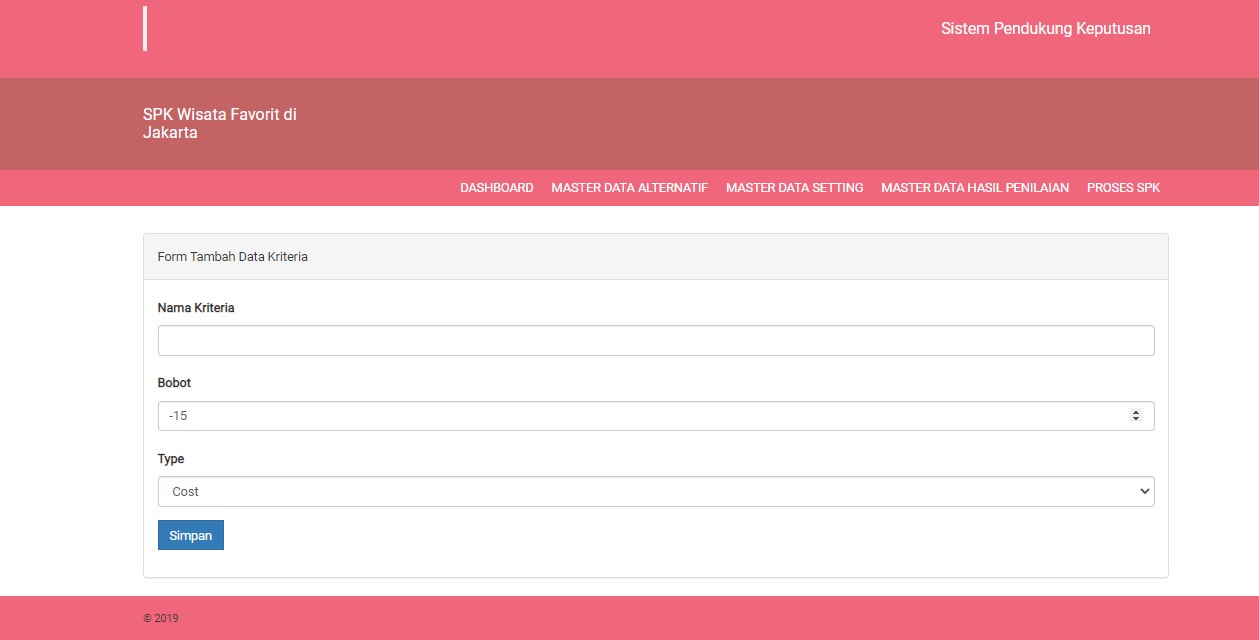 Sistem Pendukung Keputusan
SPK Wisata Favorit di
Jakarta
DASHBOARD MASTER DATA ALTERNATIF MASTER DATA SETTING MASTER DATA HASIL PENILAIAN PROSES SPK
Form Tambah Data Kriteria
Nama Kriteria
Bobot
-15
Type
Cost
Simpan
© 2019